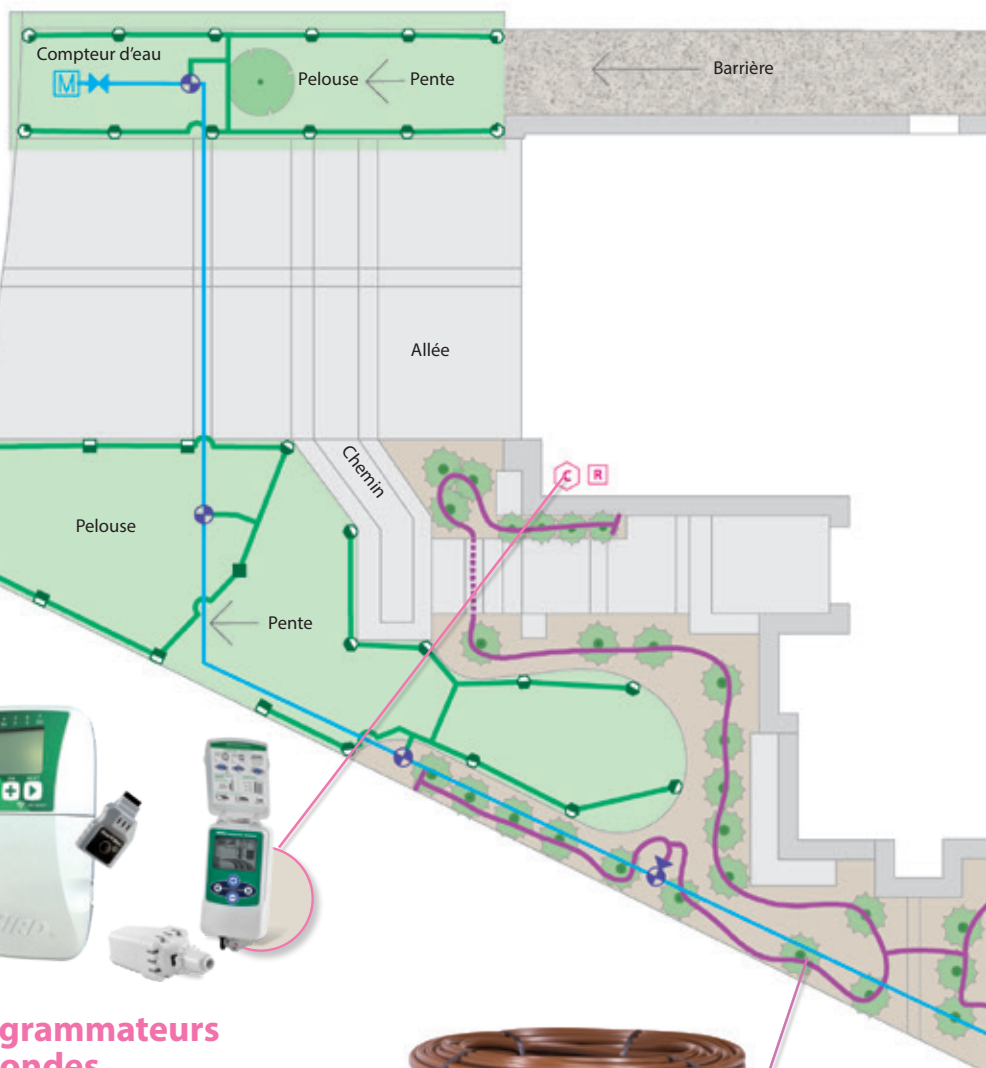 Compteur d'eau
M
Pelouse
Pente
Barrière
Allée
Chemin
C
R
Pelouse
Pente
grammateurs
ondes